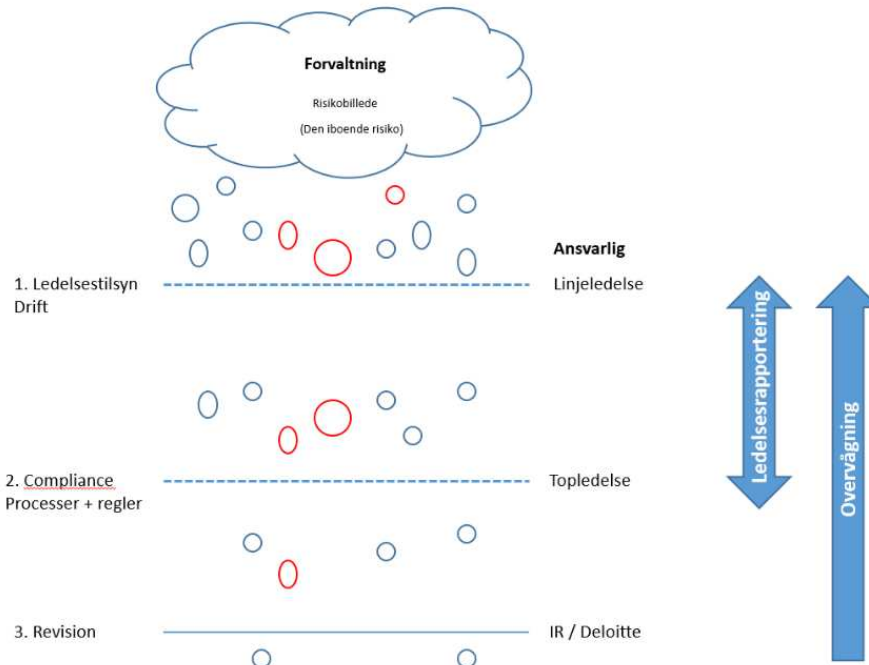 Forvaltning
Risikobillede
(Den iboende risiko)
Ansvarlig
1. Ledelsestilsyn
Drift
Linjeledelse
2. Compliance
Processer + regler
Topledelse
3. Revision
IR / Deloitte
Ledelsesrapportering
Overvågning